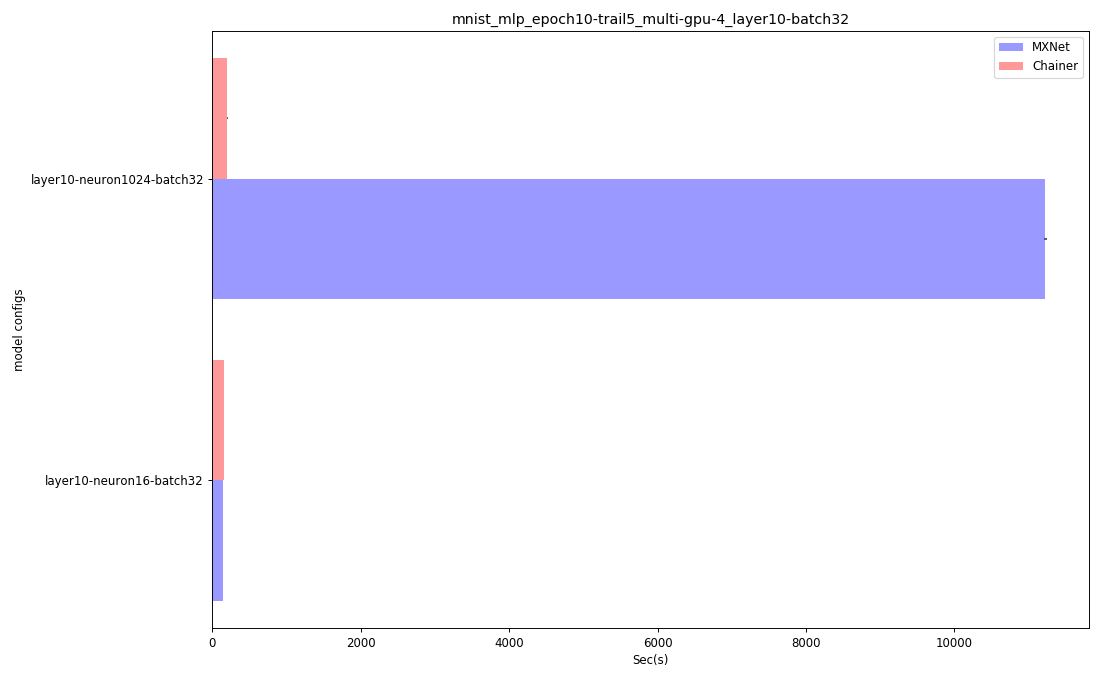 mnist_mlp_epoch10-trail5_multi-gpu-4_layer10-batch32
MXNet
Chainer
layer10-neuron1024-batch32
model configs
layer10-neuron16-batch32
0 2000 4000 6000 8000 10000
Sec(s)